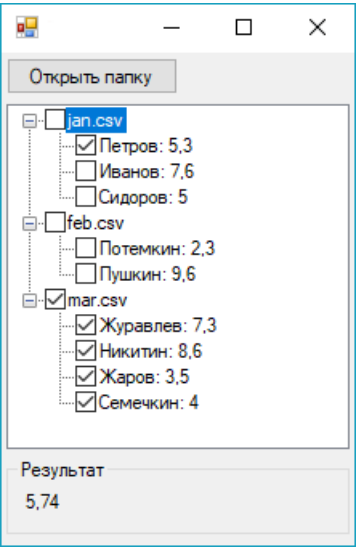 Открыть папку
jan.csv
Петров: 5,3
Иванов: 7,6
Сидоров: 5
feb.csv
Потемкин: 2,3
Пушкин: 9,6
mar.csv
Журавлев: 7,3
Никитин: 8,6
Жаров: 3,5
Семечкин: 4
Результат
5,74